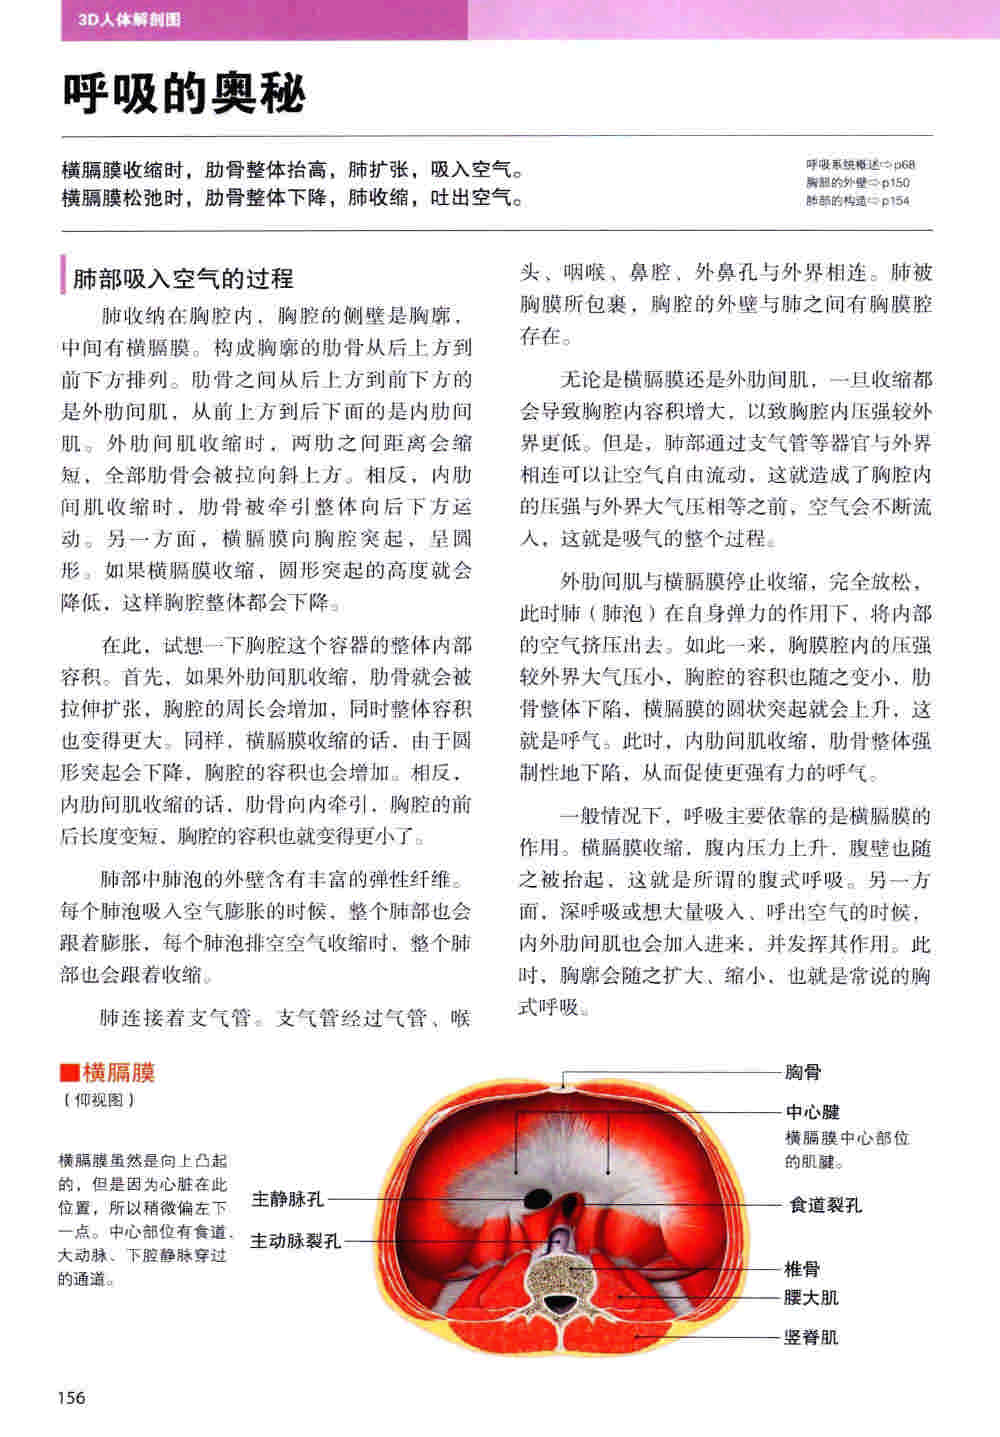 3D人体解剖图
呼吸的奥秘
横膈膜收缩时，肋骨整体抬高，肺扩张，吸入空气。
横膈膜松弛时，肋骨整体下降，肺收缩，吐出空气。
呼吸系统概述⇨p68
胸部的外壁⇨p150
肺部的构造⇨p154
肺部吸入空气的过程
肺收纳在胸腔内，胸腔的侧壁是胸廓，
中间有横膈膜。构成胸廓的肋骨从后上方到
前下方排列。肋骨之间从后上方到前下方的
是外肋间肌，从前上方到后下面的是内肋间
肌。外肋间肌收缩时，两肋之间距离会缩
短，全部肋骨会被拉向斜上方。相反，内肋
间肌收缩时，肋骨被牵引整体向后下方运
动。另一方面，横膈膜向胸腔突起，呈圆
形。如果横膈膜收缩，圆形突起的高度就会
降低，这样胸腔整体都会下降。
在此，试想一下胸腔这个容器的整体内部
容积。首先，如果外肋间肌收缩，肋骨就会被
拉伸扩张，胸腔的周长会增加，同时整体容积
也变得更大。同样，横膈膜收缩的话，由于圆
形突起会下降，胸腔的容积也会增加。相反，
内肋间肌收缩的话，肋骨向内牵引，胸腔的前
后长度变短，胸腔的容积也就变得更小了。
肺部中肺泡的外壁含有丰富的弹性纤维。
每个肺泡吸入空气膨胀的时候，整个肺部也会
跟着膨胀，每个肺泡排空空气收缩时，整个肺
部也会跟着收缩。
肺连接着支气管。支气管经过气管、喉
头、咽喉、鼻腔、外鼻孔与外界相连。肺被
胸膜所包裹，胸腔的外壁与肺之间有胸膜腔
存在。
无论是横膈膜还是外肋间肌，一旦收缩都
会导致胸腔内容积增大，以致胸腔内压强较外
界更低。但是，肺部通过支气管等器官与外界
相连可以让空气自由流动，这就造成了胸腔内
的压强与外界大气压相等之前，空气会不断流
入，这就是吸气的整个过程。
外肋间肌与横膈膜停止收缩，完全放松，
此时肺（肺泡）在自身弹力的作用下，将内部
的空气挤压出去。如此一来，胸膜腔内的压强
较外界大气压小，胸腔的容积也随之变小，肋
骨整体下陷，横膈膜的圆状突起就会上升，这
就是呼气。此时，内肋间肌收缩，肋骨整体强
制性地下陷，从而促使更强有力的呼气。
一般情况下，呼吸主要依靠的是横膈膜的
作用。横膈膜收缩，腹内压力上升，腹壁也随
之被抬起，这就是所谓的腹式呼吸。另一方
面，深呼吸或想大量吸入、呼出空气的时候，
内外肋间肌也会加入进来，并发挥其作用。此
时，胸廓会随之扩大、缩小，也就是常说的胸
式呼吸。
■横膈膜
（仰视图）
横膈膜虽然是向上凸起
的，但是因为心脏在此
位置，所以稍微偏左下
一点。中心部位有食道、
大动脉、下腔静脉穿过
的通道。
主静脉孔
主动脉裂孔
胸骨
中心腱
横膈膜中心部位
的肌腱。
食道裂孔
椎骨
腰大肌
竖脊肌
156